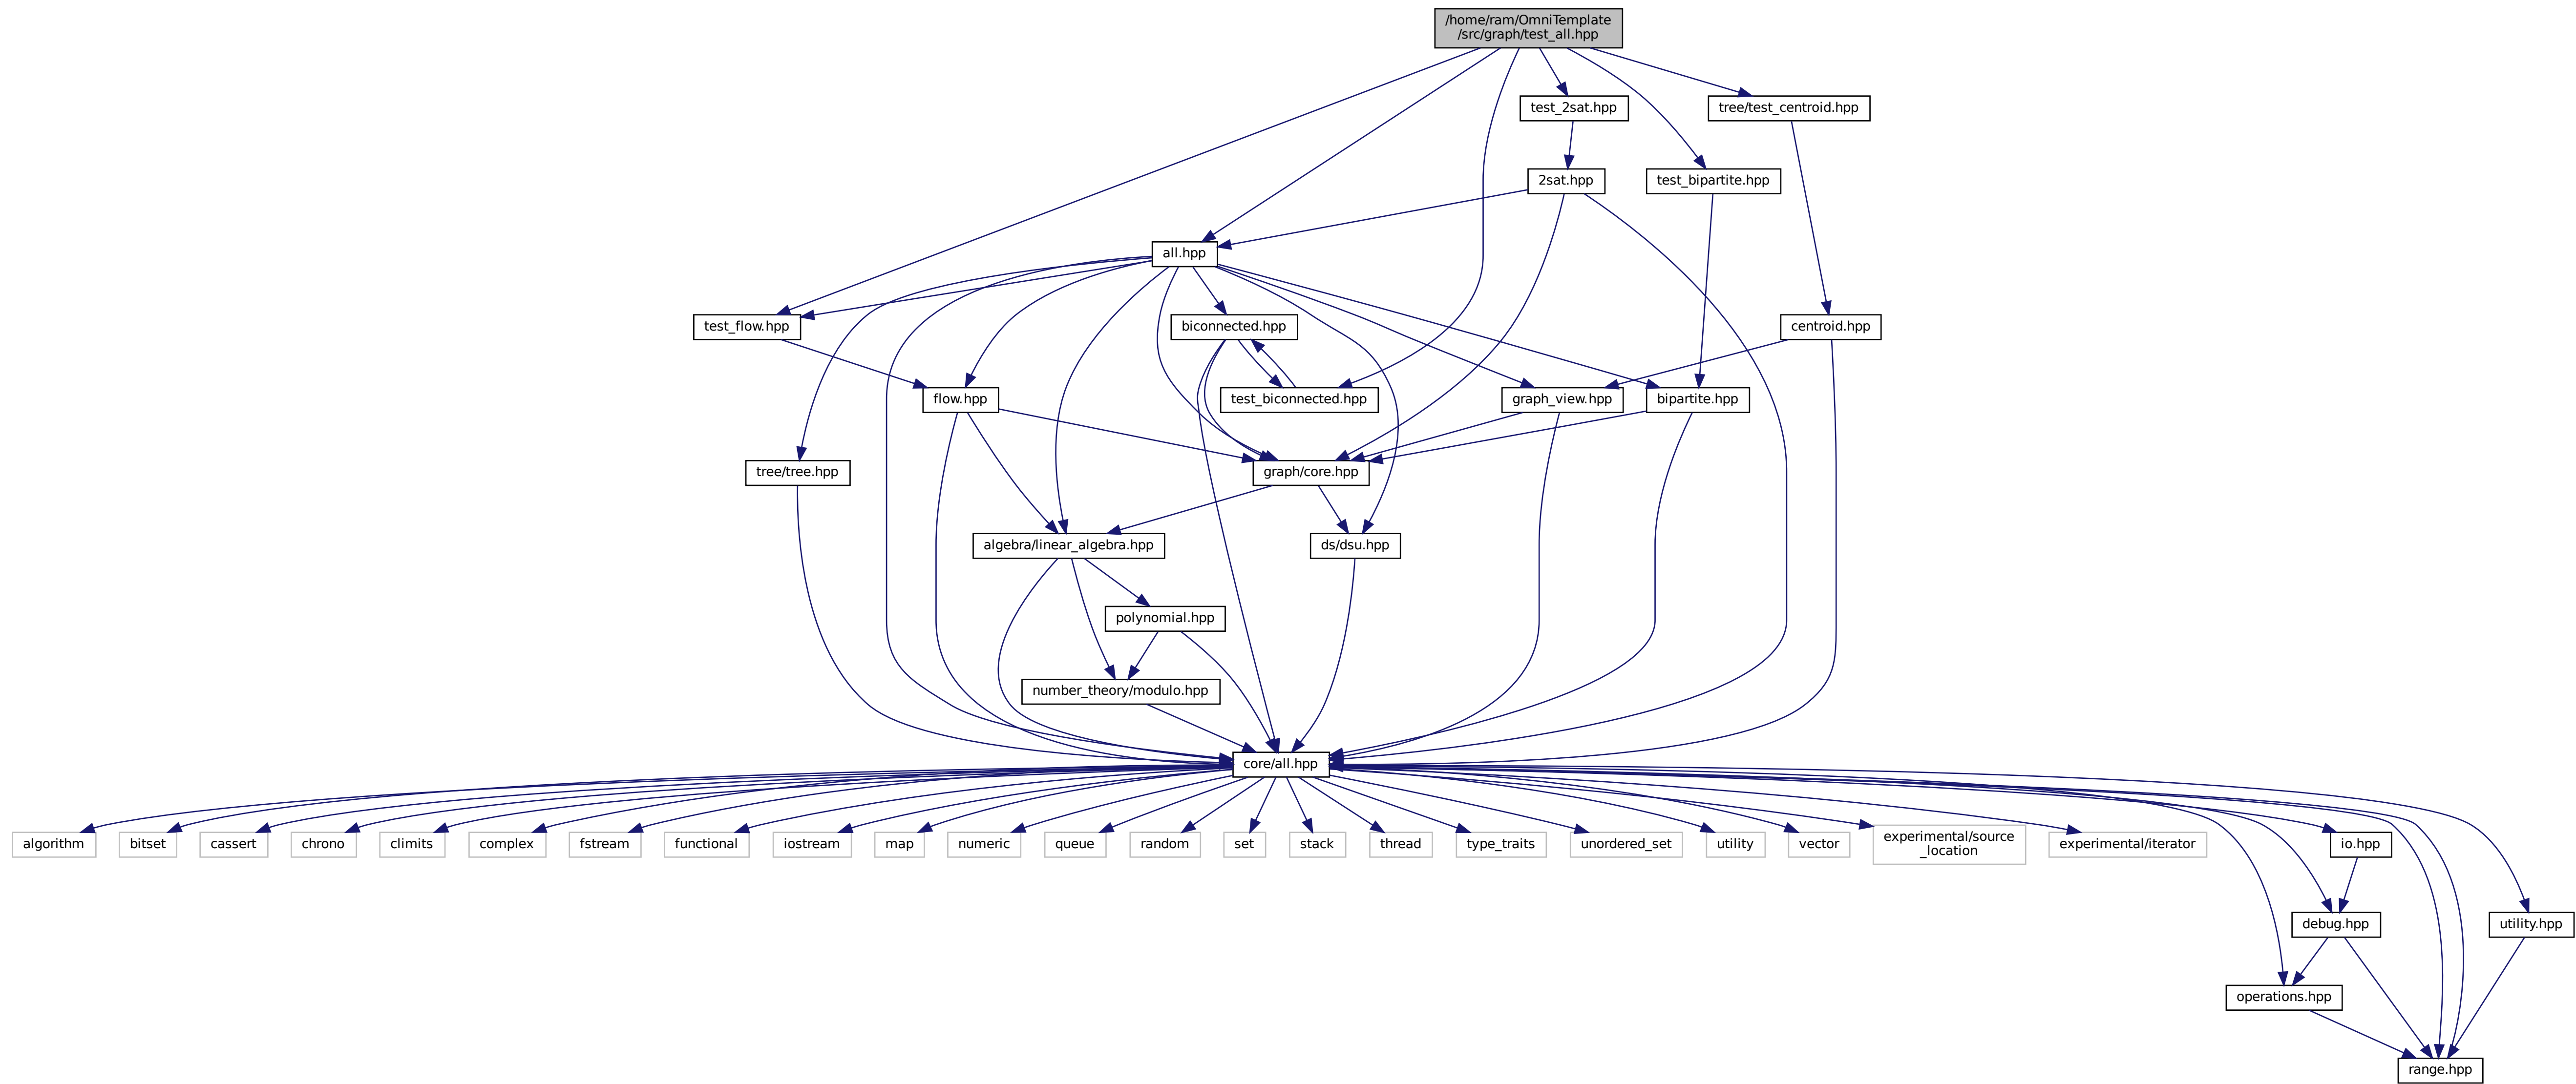 /home/ram/OmniTemplate
/src/graph/test_all.hpp
test_2sat.hpp
tree/test_centroid.hpp
2sat.hpp
test_bipartite.hpp
all.hpp
test_flow.hpp
biconnected.hpp
centroid.hpp
flow.hpp
test_biconnected.hpp
graph_view.hpp
bipartite.hpp
tree/tree.hpp
graph/core.hpp
algebra/linear_algebra.hpp
ds/dsu.hpp
polynomial.hpp
number_theory/modulo.hpp
core/all.hpp
algorithm
bitset
cassert
chrono
climits
complex
fstream
functional
iostream
map
numeric
queue
random
set
stack
thread
type_traits
unordered_set
utility
vector
experimental/source
_location
experimental/iterator
io.hpp
debug.hpp
utility.hpp
operations.hpp
range.hpp